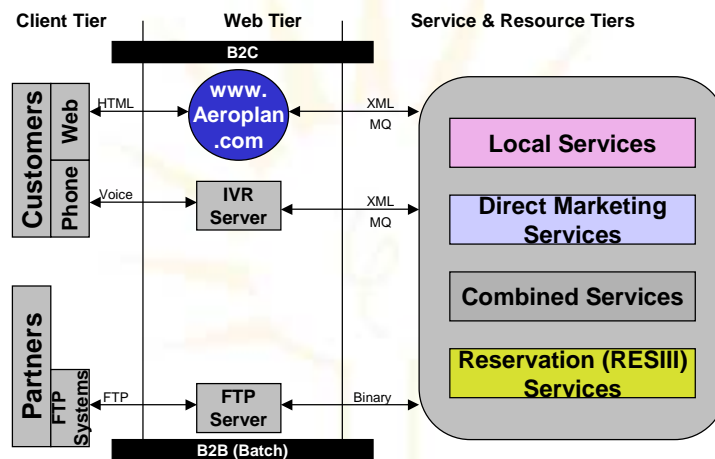 Client Tier
Web Tier
Service & Resource Tiers
B2C
Customers
Web
Phone
HTML
www.
Aeroplan
.com
XML
MQ
Voice
IVR
Server
XML
MQ
Local Services
Direct Marketing
Services
Combined Services
Reservation (RESIII)
Services
Partners
FTP
Systems
FTP
FTP
Server
Binary
B2B (Batch)